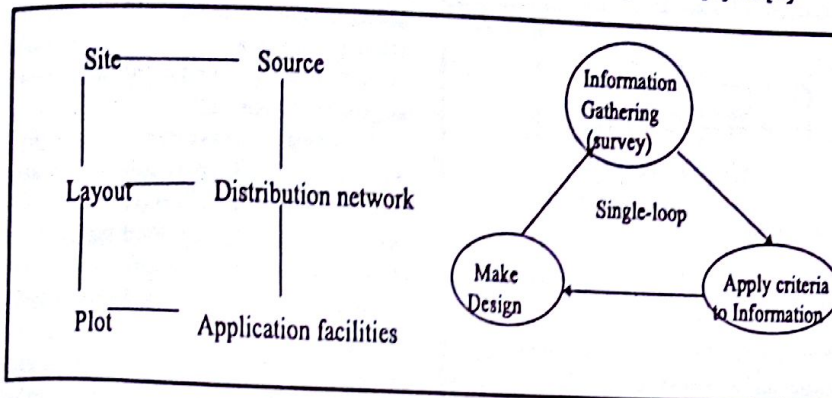 Site Source
Layout Distribution network
Plot Application facilities
Information
Gathering
(survey)
Single-loop
Make
Design
Apply criteria
to Information